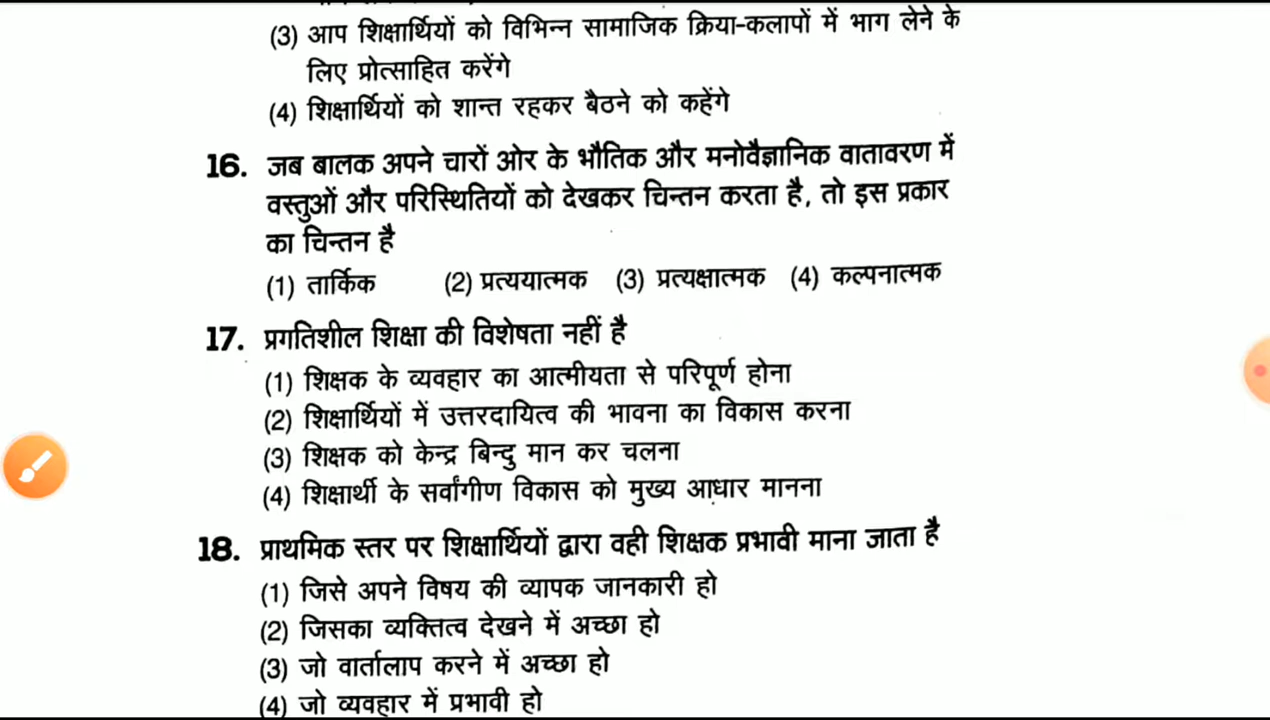 (3) आप शिक्षार्थियों को विभिन्न सामाजिक क्रिया-कलापों में भाग लेने के
लिए प्रोत्साहित करेंगे
(4) शिक्षार्थियों को शान्त रहकर बैठने को कहेंगे
16. जब बालक अपने चारों ओर के भौतिक और मनोवैज्ञानिक वातावरण में
वस्तुओं और परिस्थितियों को देखकर चिन्तन करता है, तो इस प्रकार
का चिन्तन है
(1) तार्किक (2) प्रत्ययात्मक (3) प्रत्यक्षात्मक (4) कल्पनात्मक
17. प्रगतिशील शिक्षा की विशेषता नहीं है
(1) शिक्षक के व्यवहार का आत्मीयता से परिपूर्ण होना
(2) शिक्षार्थियों में उत्तरदायित्व की भावना का विकास करना
(3) शिक्षक को केन्द्र बिन्दु मान कर चलना
(4) शिक्षार्थी के सर्वांगीण विकास को मुख्य आधार मानना
18. प्राथमिक स्तर पर शिक्षार्थियों द्वारा वही शिक्षक प्रभावी माना जाता है
(1) जिसे अपने विषय की व्यापक जानकारी हो
(2) जिसका व्यक्तित्व देखने में अच्छा हो
(3) जो वार्तालाप करने में अच्छा हो
(4) जो व्यवहार में प्रभावी हो